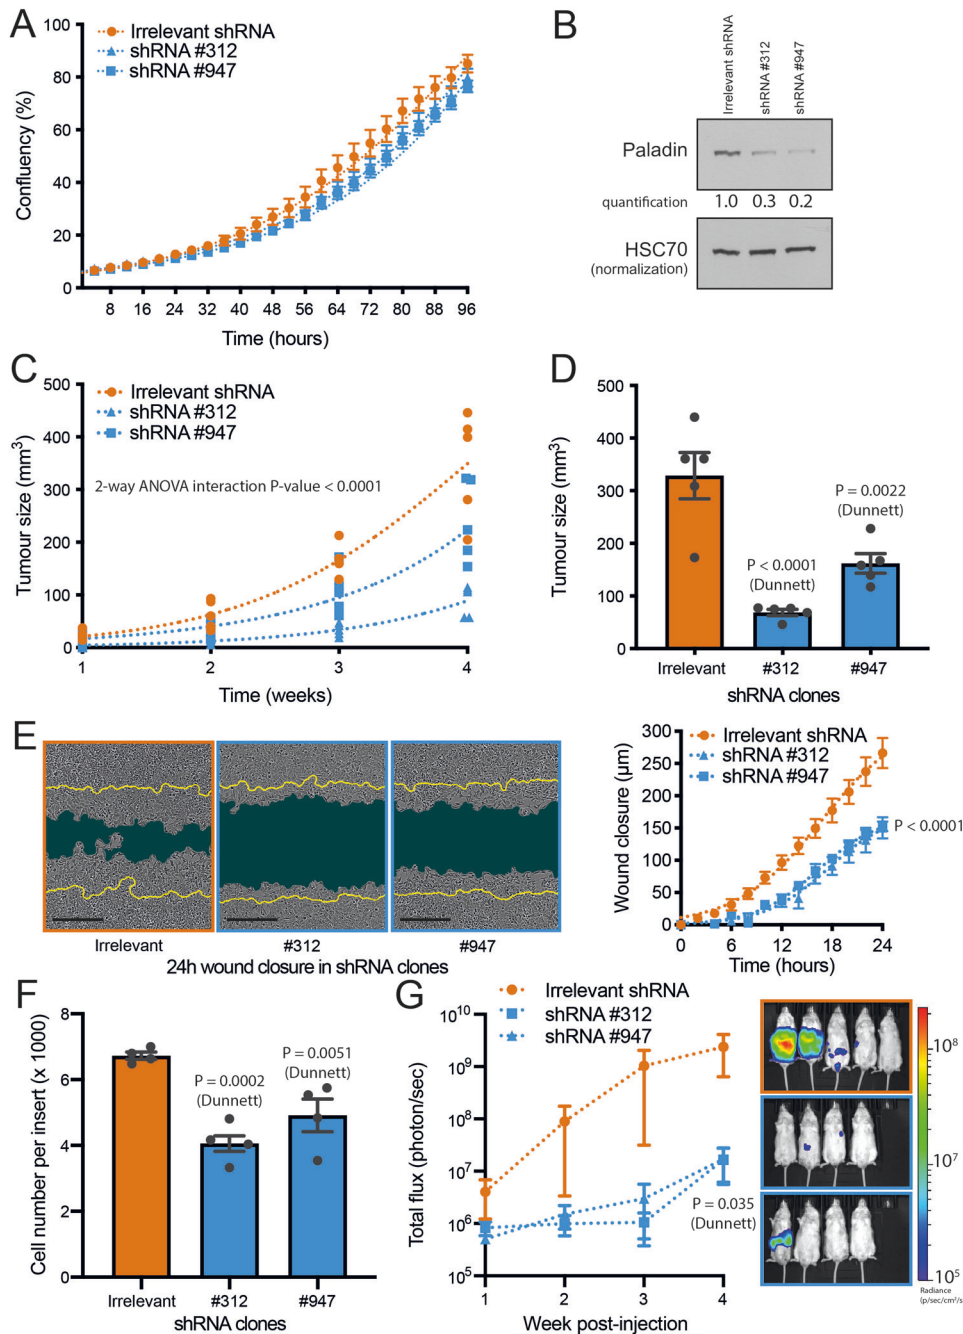 A
Irrelevant shRNA
shRNA #312
shRNA #947
100
80
60
40
20
0
Confluency (%)
8 16 24 32 40 48 56 64 72 80 88 96
Time (hours)
B
Irrelevant shRNA
shRNA #312
shRNA #947
Paladin
quantification 1.0 0.3 0.2
HSC70
(normalization)
C
Irrelevant shRNA
shRNA #312
shRNA #947
2-way ANOVA interaction P-value < 0.0001
500
400
300
200
100
0
Tumour size (mm³)
1 2 3 4
Time (weeks)
D
500
400
300
200
100
0
Tumour size (mm³)
P < 0.0001
(Dunnett)
P = 0.0022
(Dunnett)
Irrelevant #312 #947
shRNA clones
E
Irrelevant #312 #947
24h wound closure in shRNA clones
Irrelevant shRNA
shRNA #312
shRNA #947
300
250
200
150
100
50
0
Wound closure (µm)
P < 0.0001
0 6 12 18 24
Time (hours)
F
8
6
4
2
0
Cell number per insert (x 1000)
P = 0.0002
(Dunnett)
P = 0.0051
(Dunnett)
Irrelevant #312 #947
shRNA clones
G
Irrelevant shRNA
shRNA #312
shRNA #947
10¹⁰
10⁹
10⁸
10⁷
10⁶
10⁵
Total flux (photon/sec)
P = 0.035
(Dunnett)
1 2 3 4
Week post-injection
10⁸
10⁷
10⁶
10⁵
Radiance
(p/sec/cm²/s